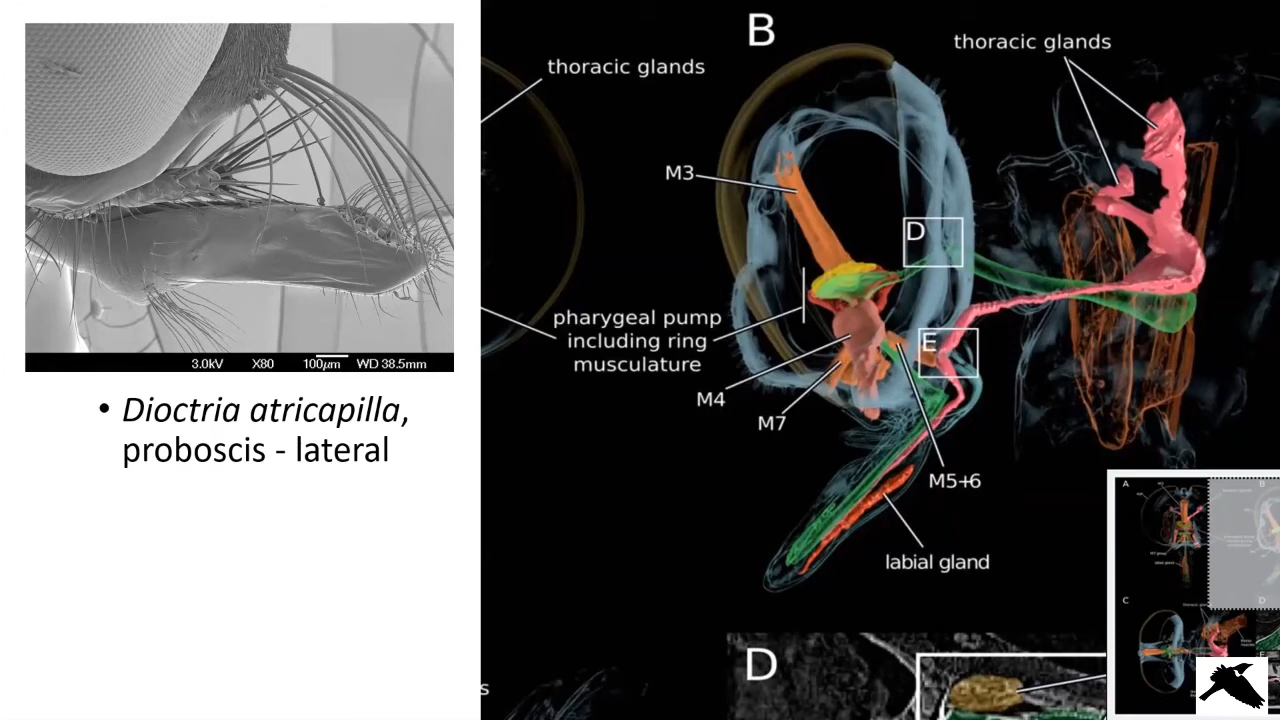 3.0kV X80 100µm WD 38.5mm
• Dioctria atricapilla,
proboscis - lateral
B
thoracic glands
thoracic glands
M3
D
pharygeal pump
including ring
musculature
E
M4
M7
M5+6
labial gland
D
s
A
B
C
D
E